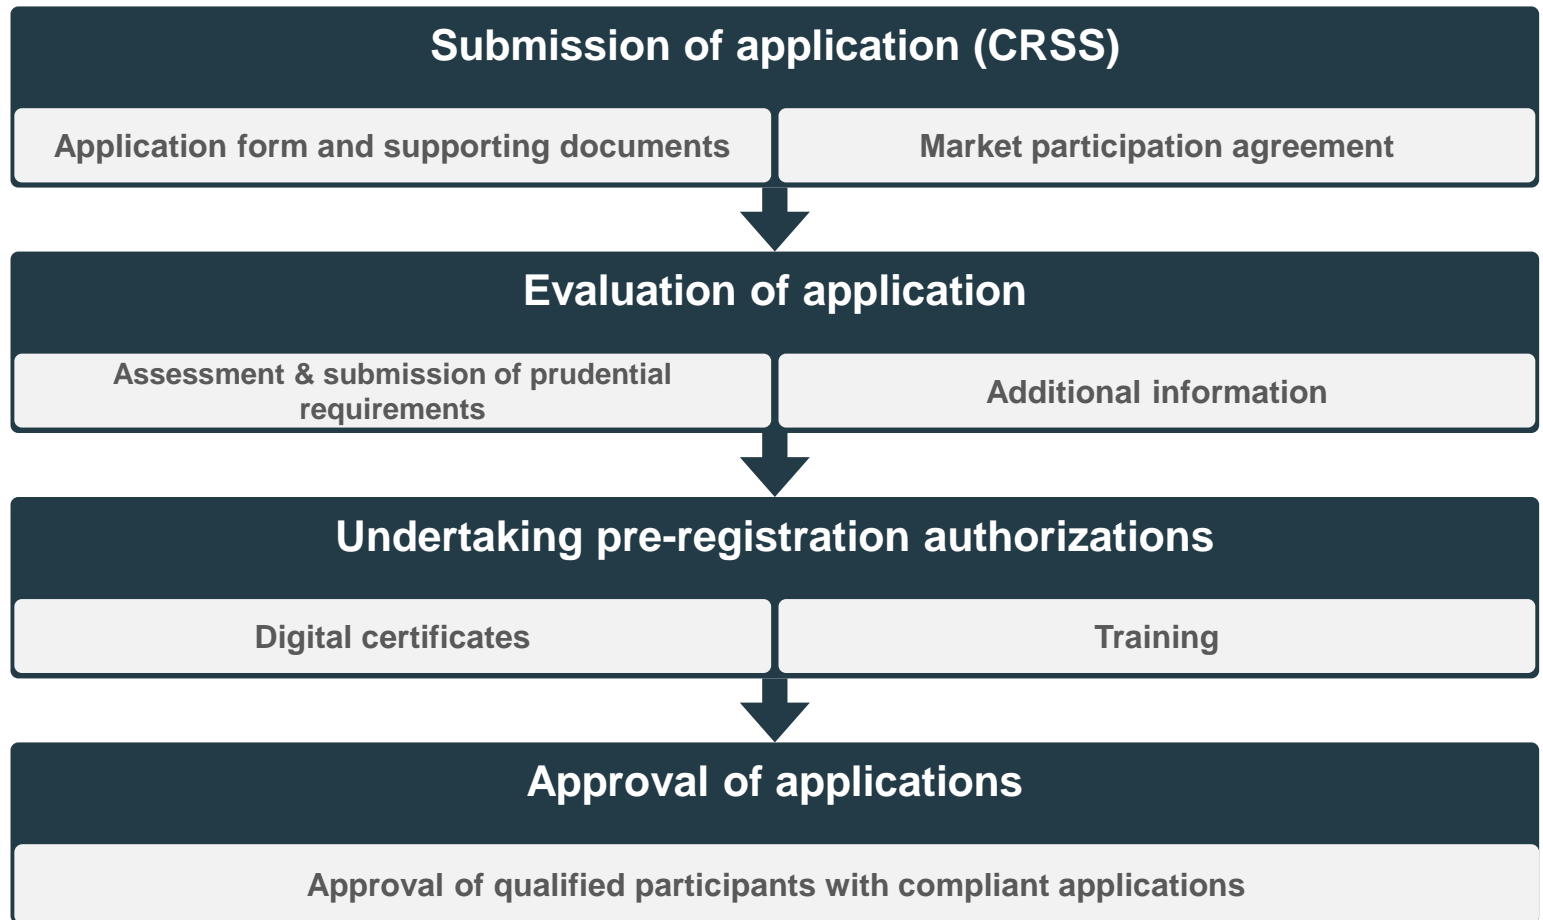 Submission of application (CRSS)
Application form and supporting documents
Market participation agreement
Evaluation of application
Assessment & submission of prudential
requirements
Additional information
Undertaking pre-registration authorizations
Digital certificates
Training
Approval of applications
Approval of qualified participants with compliant applications